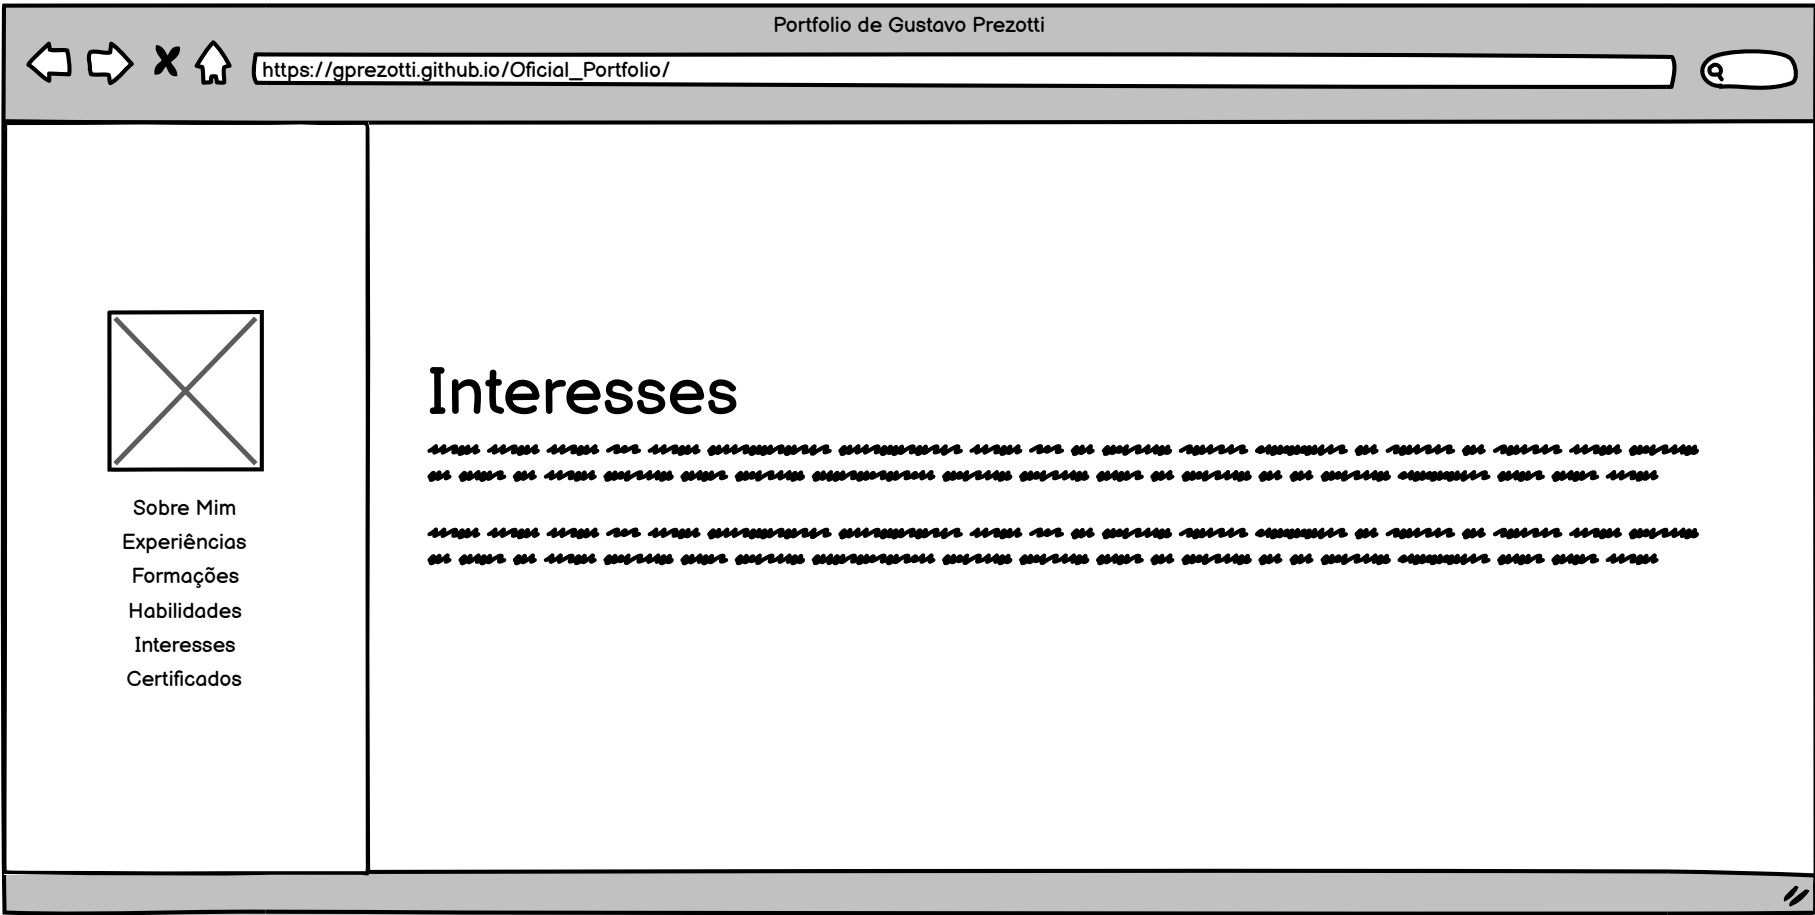 Portfolio de Gustavo Prezotti
https://gprezotti.github.io/Oficial_Portfolio/
Sobre Mim
Experiências
Formações
Habilidades
Interesses
Certificados
Interesses